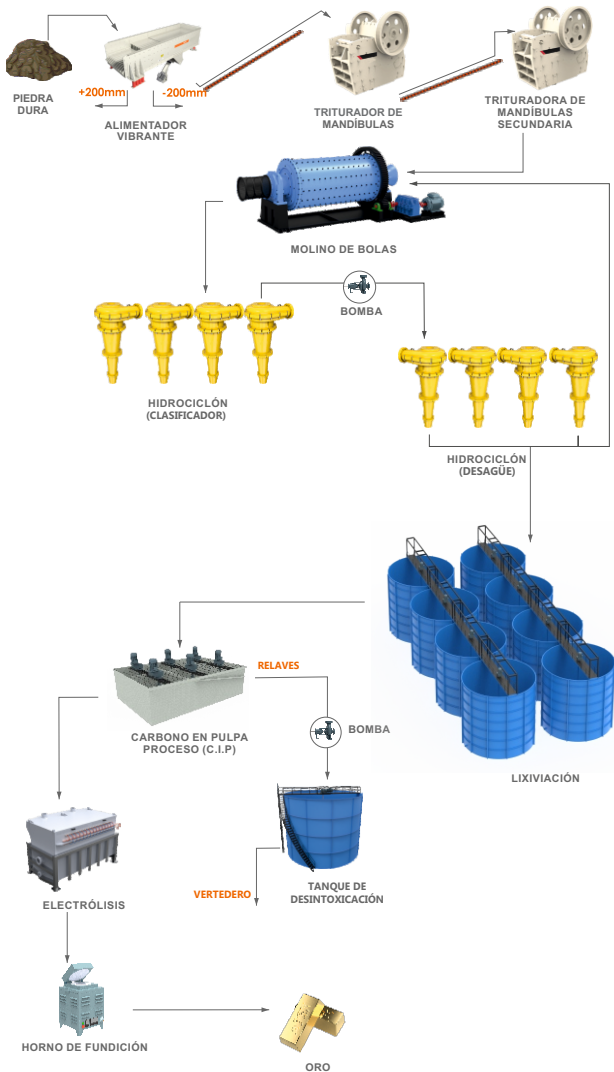 PIEDRA
DURA
+200mm
-200mm
ALIMENTADOR
VIBRANTE
TRITURADOR DE
MANDÍBULAS
TRITURADORA DE
MANDÍBULAS
SECUNDARIA
MOLINO DE BOLAS
BOMBA
HIDROCICLÓN
(CLASIFICADOR)
HIDROCICLÓN
(DESAGÜE)
RELAVES
CARBONO EN PULPA
PROCESO (C.I.P)
BOMBA
LIXIVIACIÓN
VERTEDERO
TANQUE DE
DESINTOXICACIÓN
ELECTRÓLISIS
HORNO DE FUNDICIÓN
ORO